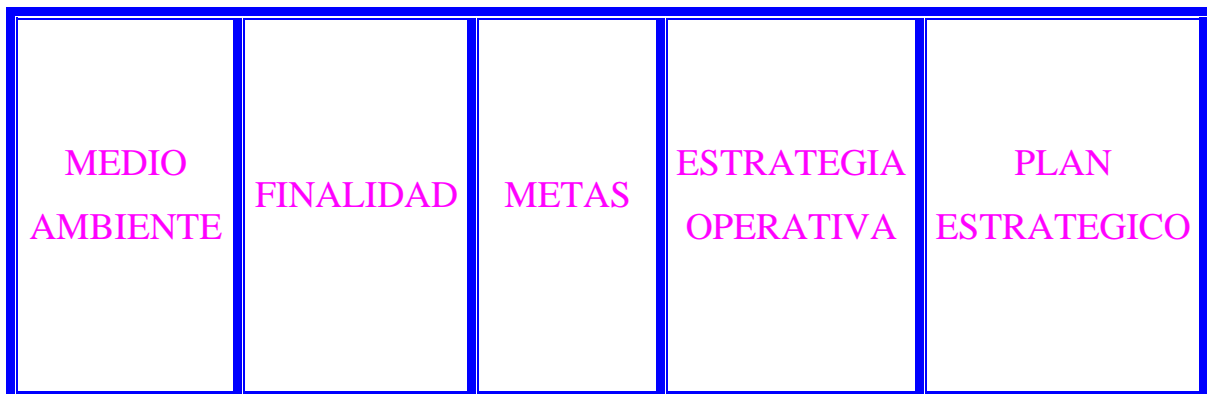 MEDIO
AMBIENTE
FINALIDAD
METAS
ESTRATEGIA
OPERATIVA
PLAN
ESTRATEGICO